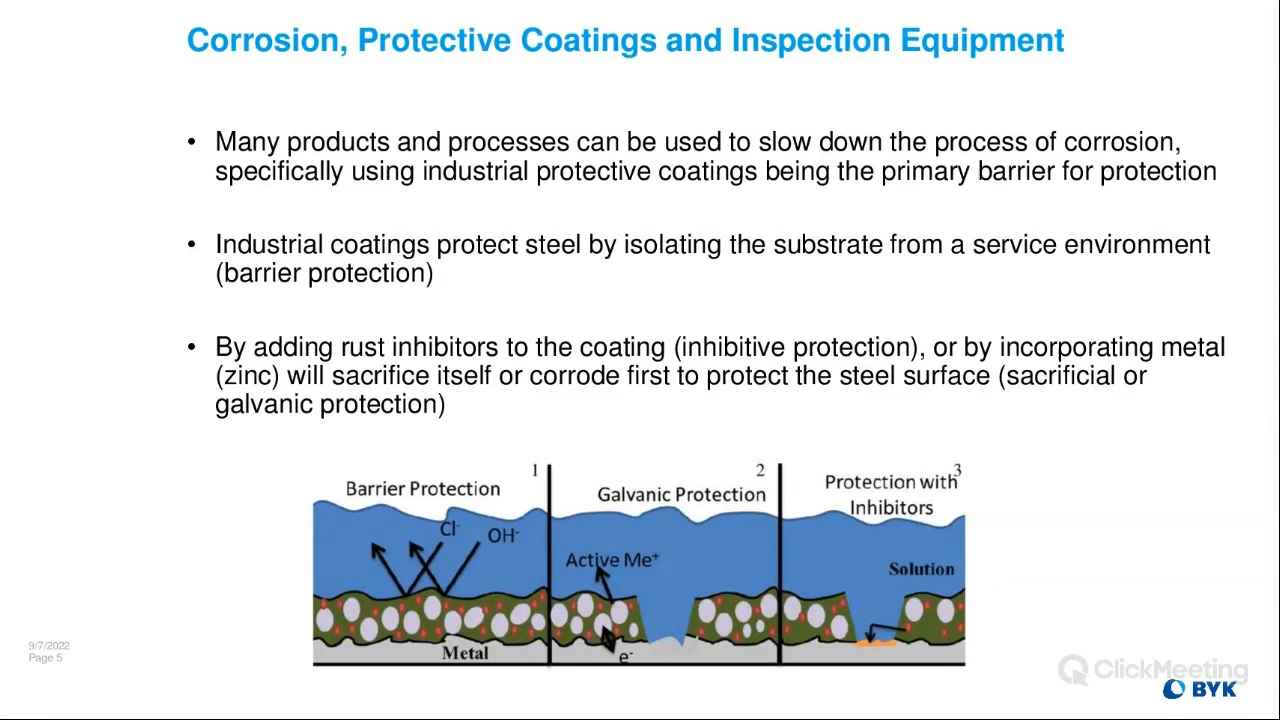 Corrosion, Protective Coatings and Inspection Equipment
• Many products and processes can be used to slow down the process of corrosion,
specifically using industrial protective coatings being the primary barrier for protection
• Industrial coatings protect steel by isolating the substrate from a service environment
(barrier protection)
• By adding rust inhibitors to the coating (inhibitive protection), or by incorporating metal
(zinc) will sacrifice itself or corrode first to protect the steel surface (sacrificial or
galvanic protection)
1
Barrier Protection
Cl-
OH-
Metal
2
Galvanic Protection
Active Me+
e-
3
Protection with
Inhibitors
Solution
9/7/2022
Page 5
ClickMeeting
BYK